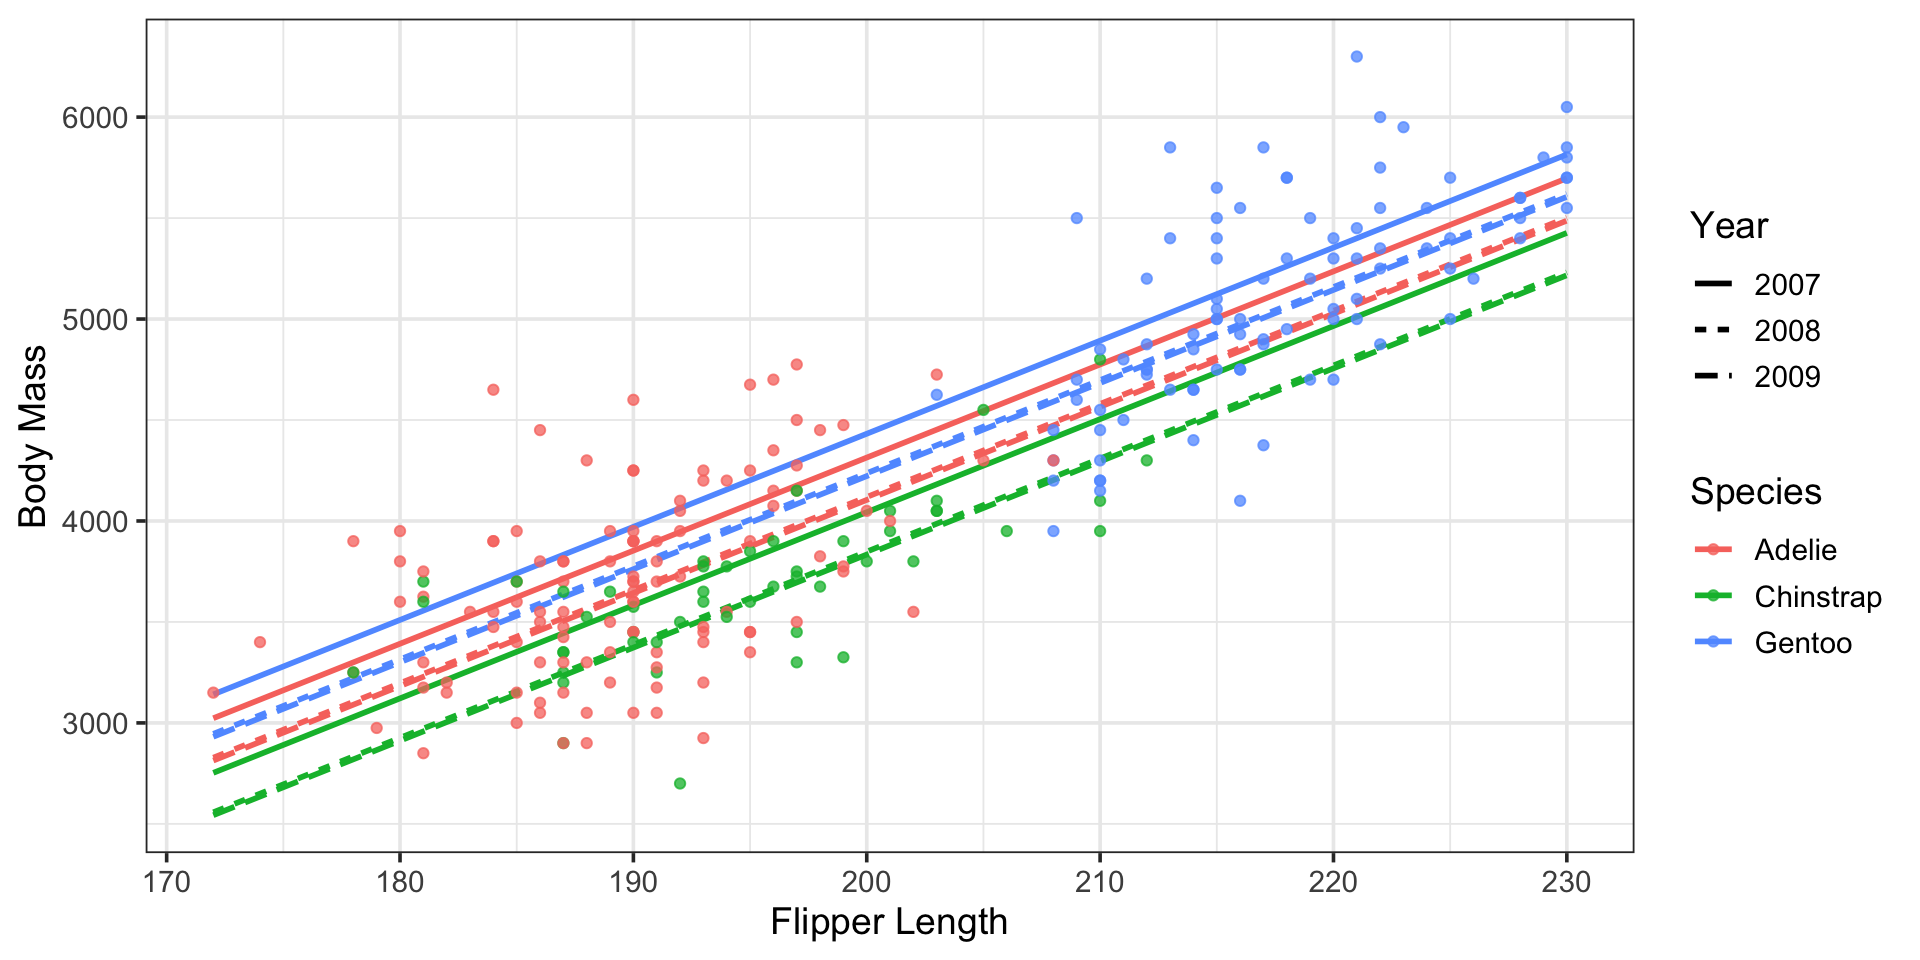 6000
5000
4000
3000
Body Mass
170 180 190 200 210 220 230
Flipper Length
Year
2007
2008
2009
Species
Adelie
Chinstrap
Gentoo